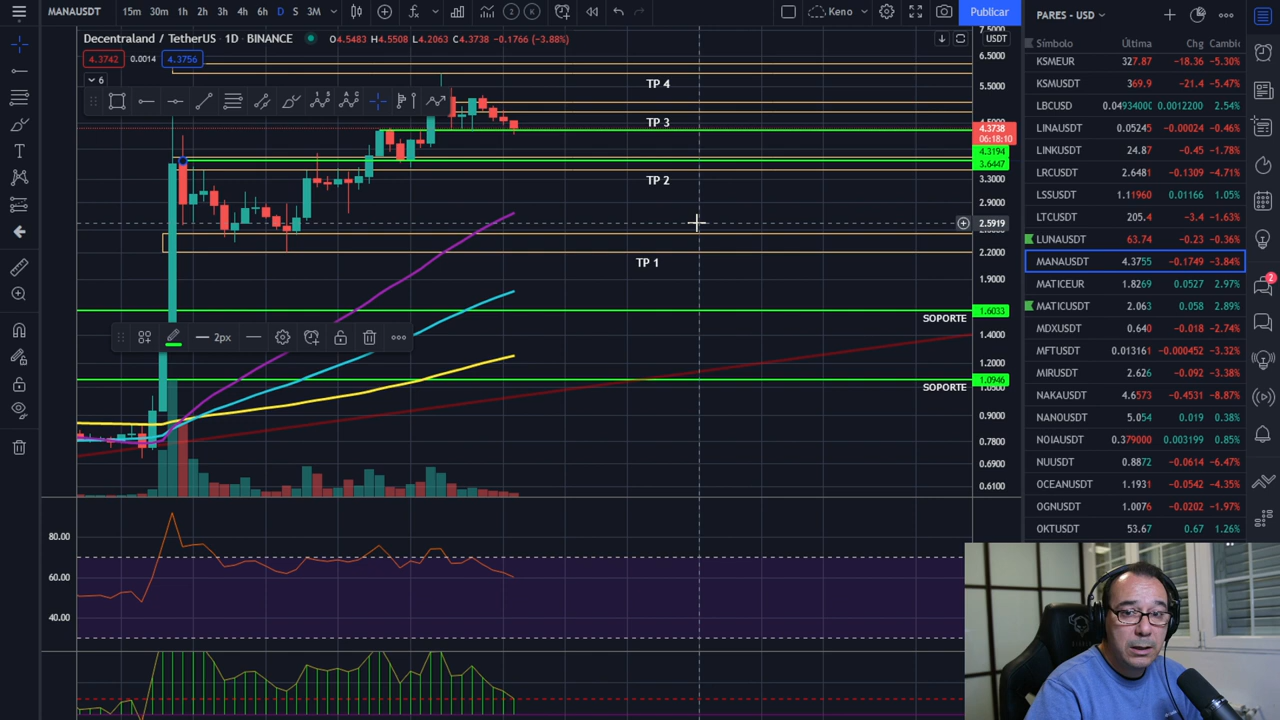 MANAUSDT 15m 30m 1h 2h 3h 4h 6h D S 3M Keno Publicar
PARES - USD
Decentraland / TetherUS · 1D · BINANCE O4.5483 H4.5508 L4.2063 C4.3738 -0.1766 (-3.88%)
USDT
4.3742 0.0014 4.3756
6
TP 4
TP 3
TP 2
TP 1
SOPORTE
SOPORTE
2px
6.5000
5.5000
4.3738
06:18:10
4.3194
3.6447
3.3000
2.9000
2.5919
2.2000
1.9000
1.6033
1.4000
1.2000
1.0946
0.9000
0.7800
0.6900
0.6100
80.00
60.00
40.00
Símbolo Última Chg Cambio
KSMEUR 327.87 -18.36 -5.30%
KSMUSDT 369.9 -21.4 -5.47%
LBCUSD 0.04934000 0.0012200 2.54%
LINAUSDT 0.05245 -0.00024 -0.46%
LINKUSDT 24.87 -0.45 -1.78%
LRCUSDT 2.6481 -0.1309 -4.71%
LSSUSDT 1.11960 0.01166 1.05%
LTCUSDT 205.4 -3.4 -1.63%
LUNAUSDT 63.74 -0.23 -0.36%
MANAUSDT 4.3755 -0.1749 -3.84%
MATICEUR 1.8269 0.0527 2.97%
MATICUSDT 2.063 0.058 2.89%
MDXUSDT 0.640 -0.018 -2.74%
MFTUSDT 0.013161 -0.000452 -3.32%
MIRUSDT 2.626 -0.092 -3.38%
NAKAUSDT 4.6573 -0.4531 -8.87%
NANOUSDT 5.054 0.019 0.38%
NOIAUSDT 0.379000 0.003199 0.85%
NUUSDT 0.8872 -0.0614 -6.47%
OCEANUSDT 1.1931 -0.0542 -4.35%
OGNUSDT 1.0076 -0.0202 -1.97%
OKTUSDT 53.67 0.67 1.26%
2